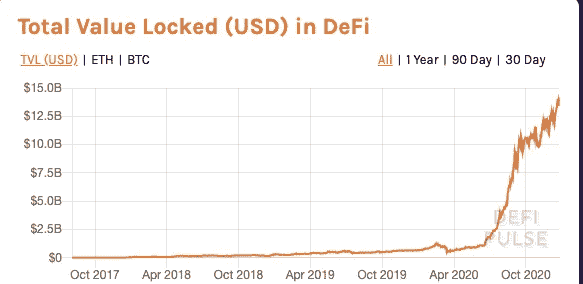 Total Value Locked (USD) in DeFi
TVL (USD) | ETH | BTC
All | 1 Year | 90 Day | 30 Day
$15.0B
$12.5B
$10.0B
$7.5B
$5.0B
$2.5B
$0
DEFI
PULSE
Oct 2017
Apr 2018
Oct 2018
Apr 2019
Oct 2019
Apr 2020
Oct 2020